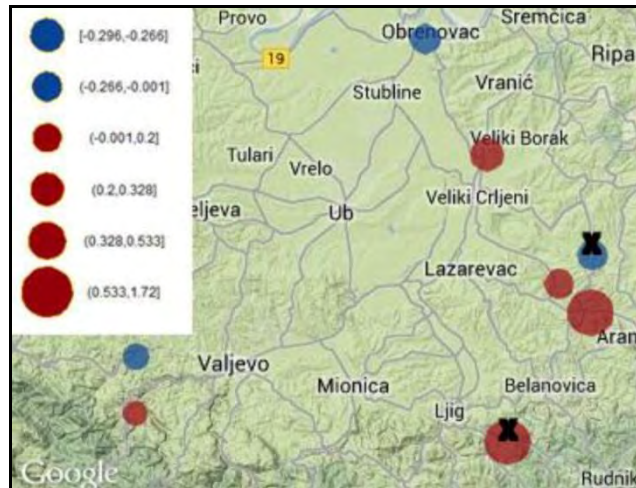 [-0.296,-0.266]
(-0.266,-0.001]
(-0.001,0.2]
(0.2,0.328]
(0.328,0.533]
(0.533,1.72]
Provo
Sremčica
Obrenovac
19
Ripa
Vranić
Stubline
Veliki Borak
Tulari
Vrelo
eljeva
Ub
Veliki Crljeni
X
Lazarevac
Aran
Valjevo
Mionica
Belanovica
Ljig
X
Google
Rudnik